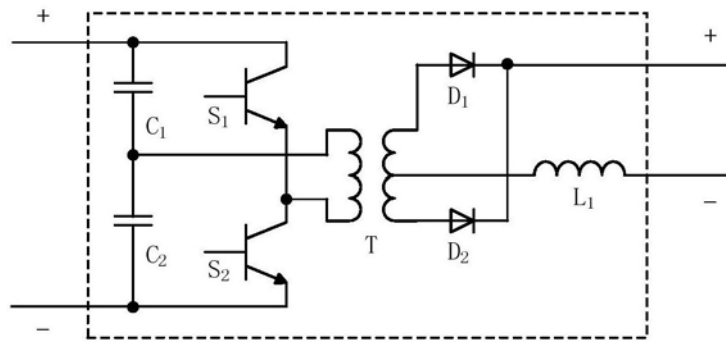 +
+
D₁
C₁
S₁
L₁
−
T
D₂
C₂
S₂
−